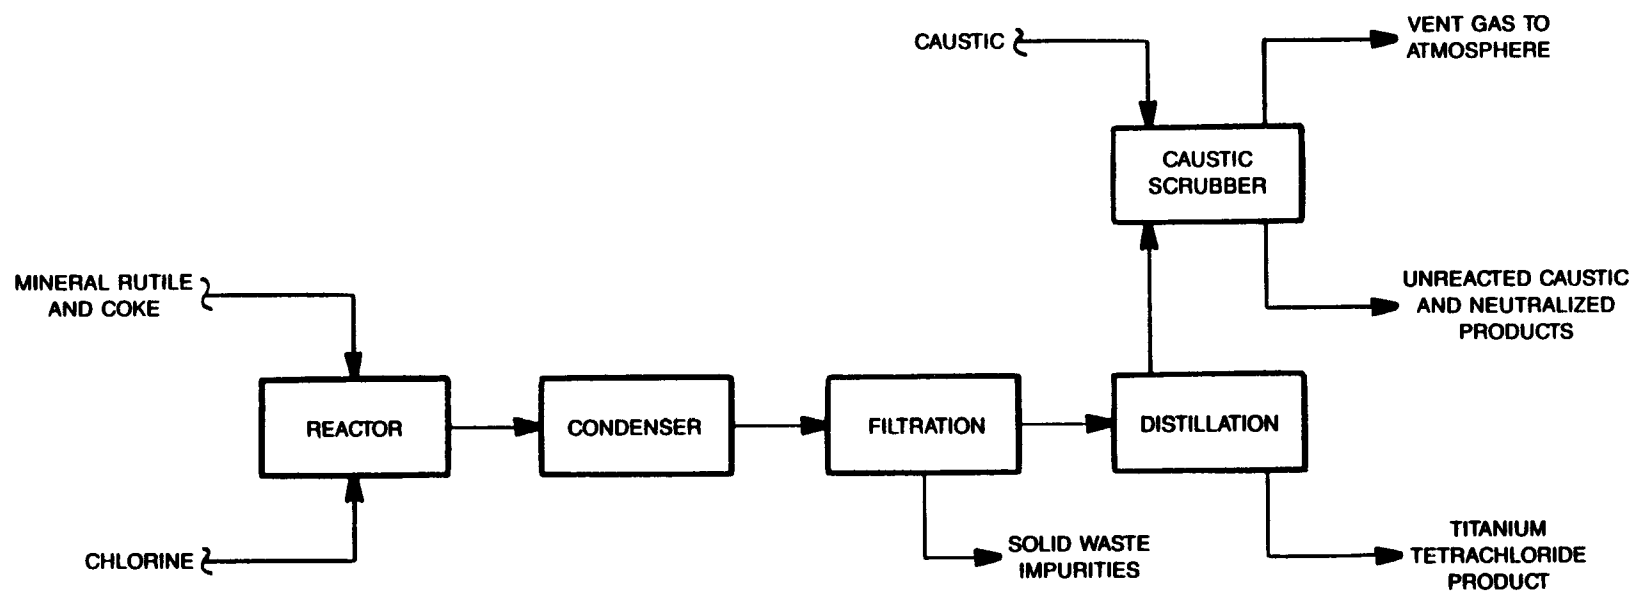 CAUSTIC
VENT GAS TO
ATMOSPHERE
CAUSTIC
SCRUBBER
MINERAL RUTILE
AND COKE
UNREACTED CAUSTIC
AND NEUTRALIZED
PRODUCTS
REACTOR
CONDENSER
FILTRATION
DISTILLATION
CHLORINE
SOLID WASTE
IMPURITIES
TITANIUM
TETRACHLORIDE
PRODUCT